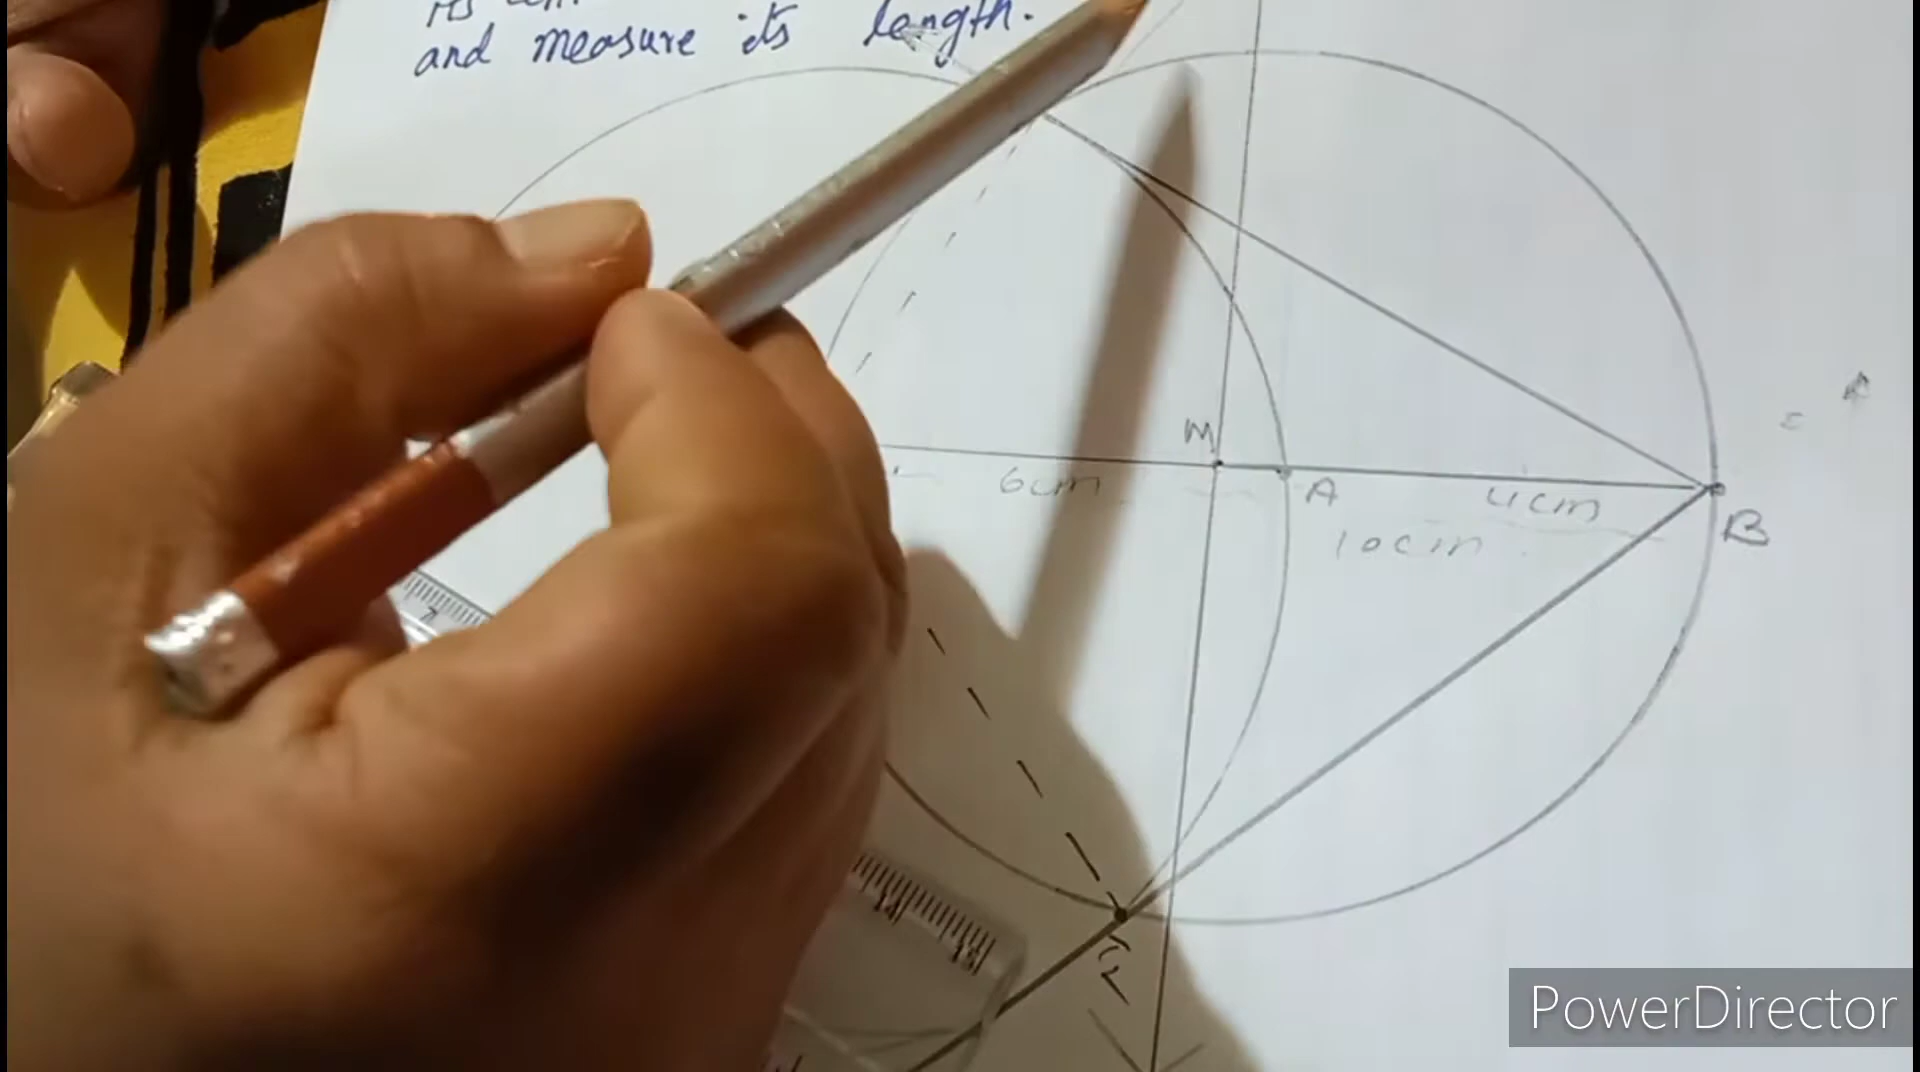 and measure its length.
M
6cm
A
4cm
10cm
B
PowerDirector